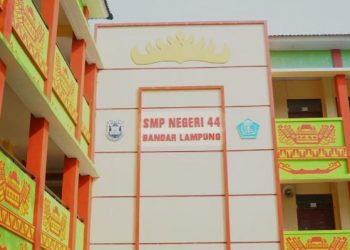 SMP NEGERI 44
BANDAR LAMPUNG